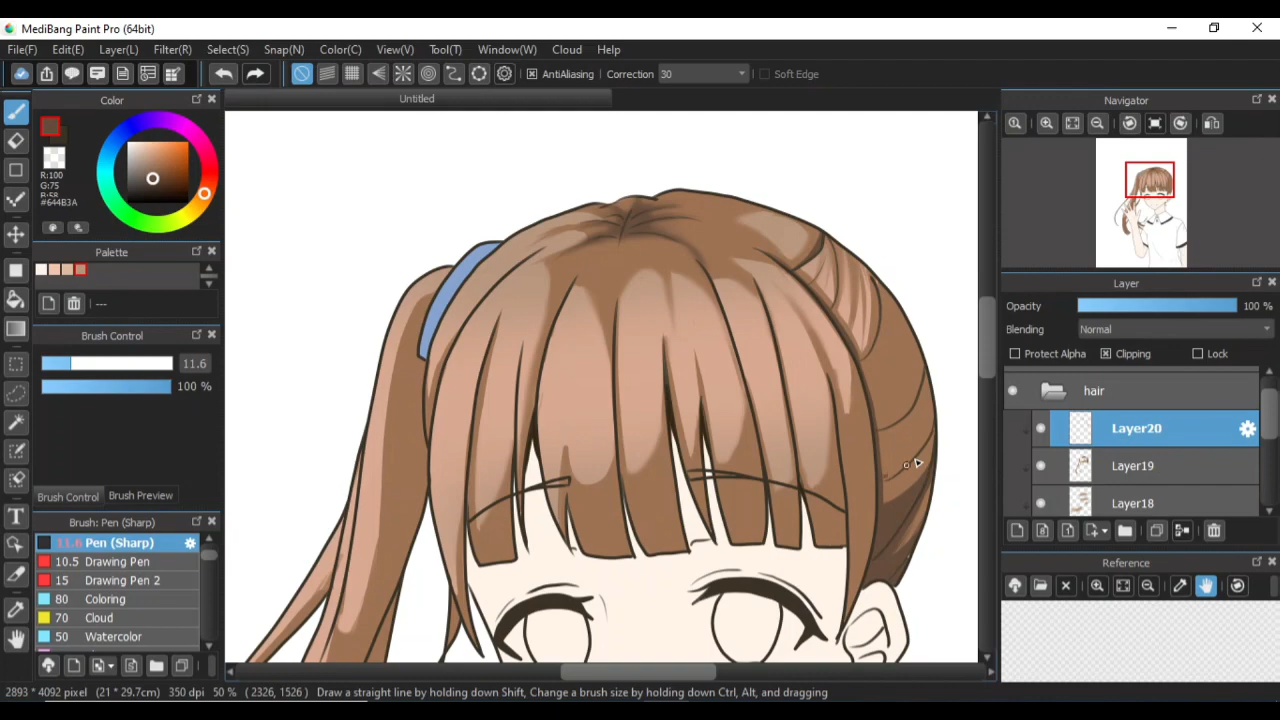 MediBang Paint Pro (64bit)
File(F) Edit(E) Layer(L) Filter(R) Select(S) Snap(N) Color(C) View(V) Tool(T) Window(W) Cloud Help
AntiAliasing Correction 30 Soft Edge
Color
Untitled
Navigator
R:100
G:75
B:58
#644B3A
Palette
---
Layer
Opacity 100 %
Blending Normal
Brush Control
Protect Alpha Clipping Lock
11.6
100 %
hair
Layer20
Layer19
Layer18
Brush Control Brush Preview
Brush: Pen (Sharp)
11.6 Pen (Sharp)
10.5 Drawing Pen
15 Drawing Pen 2
80 Coloring
70 Cloud
50 Watercolor
Reference
2893 * 4092 pixel (21 * 29.7cm) 350 dpi 50 % ( 2326, 1526 ) Draw a straight line by holding down Shift, Change a brush size by holding down Ctrl, Alt, and dragging